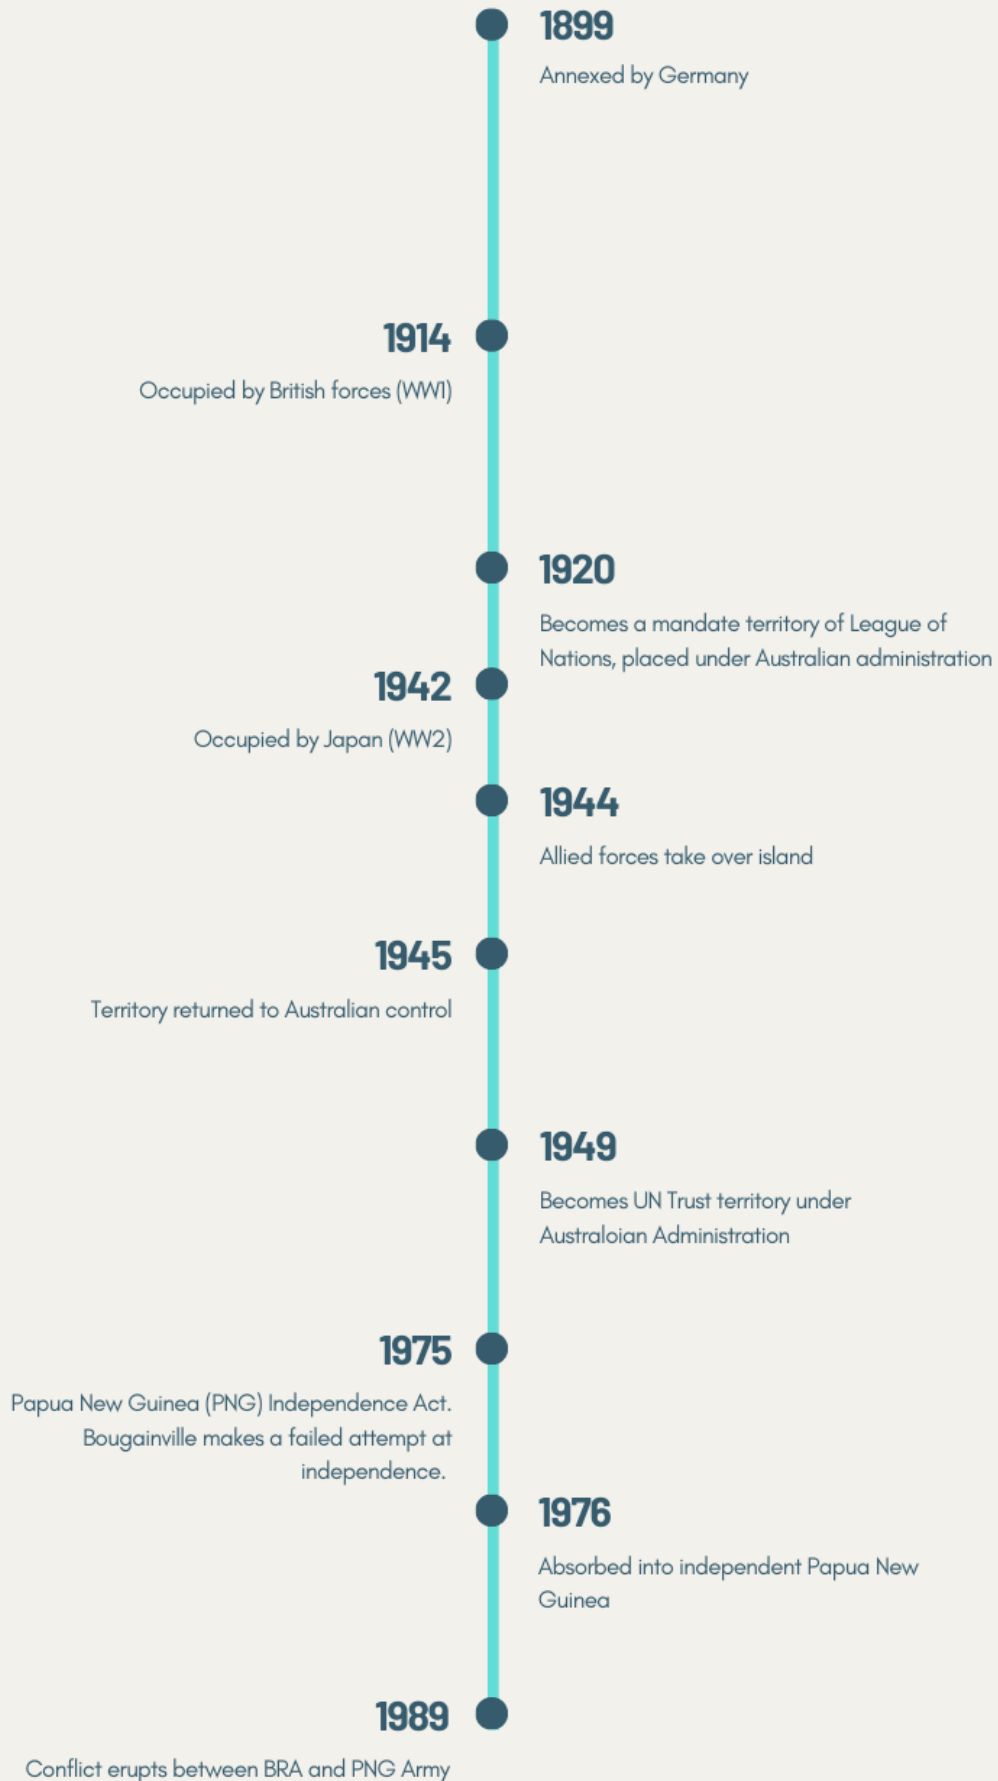 1899
Annexed by Germany
1914
Occupied by British forces (WW1)
1920
Becomes a mandate territory of League of
Nations, placed under Australian administration
1942
Occupied by Japan (WW2)
1944
Allied forces take over island
1945
Territory returned to Australian control
1949
Becomes UN Trust territory under
Australoian Administration
1975
Papua New Guinea (PNG) Independence Act.
Bougainville makes a failed attempt at
independence.
1976
Absorbed into independent Papua New
Guinea
1989
Conflict erupts between BRA and PNG Army